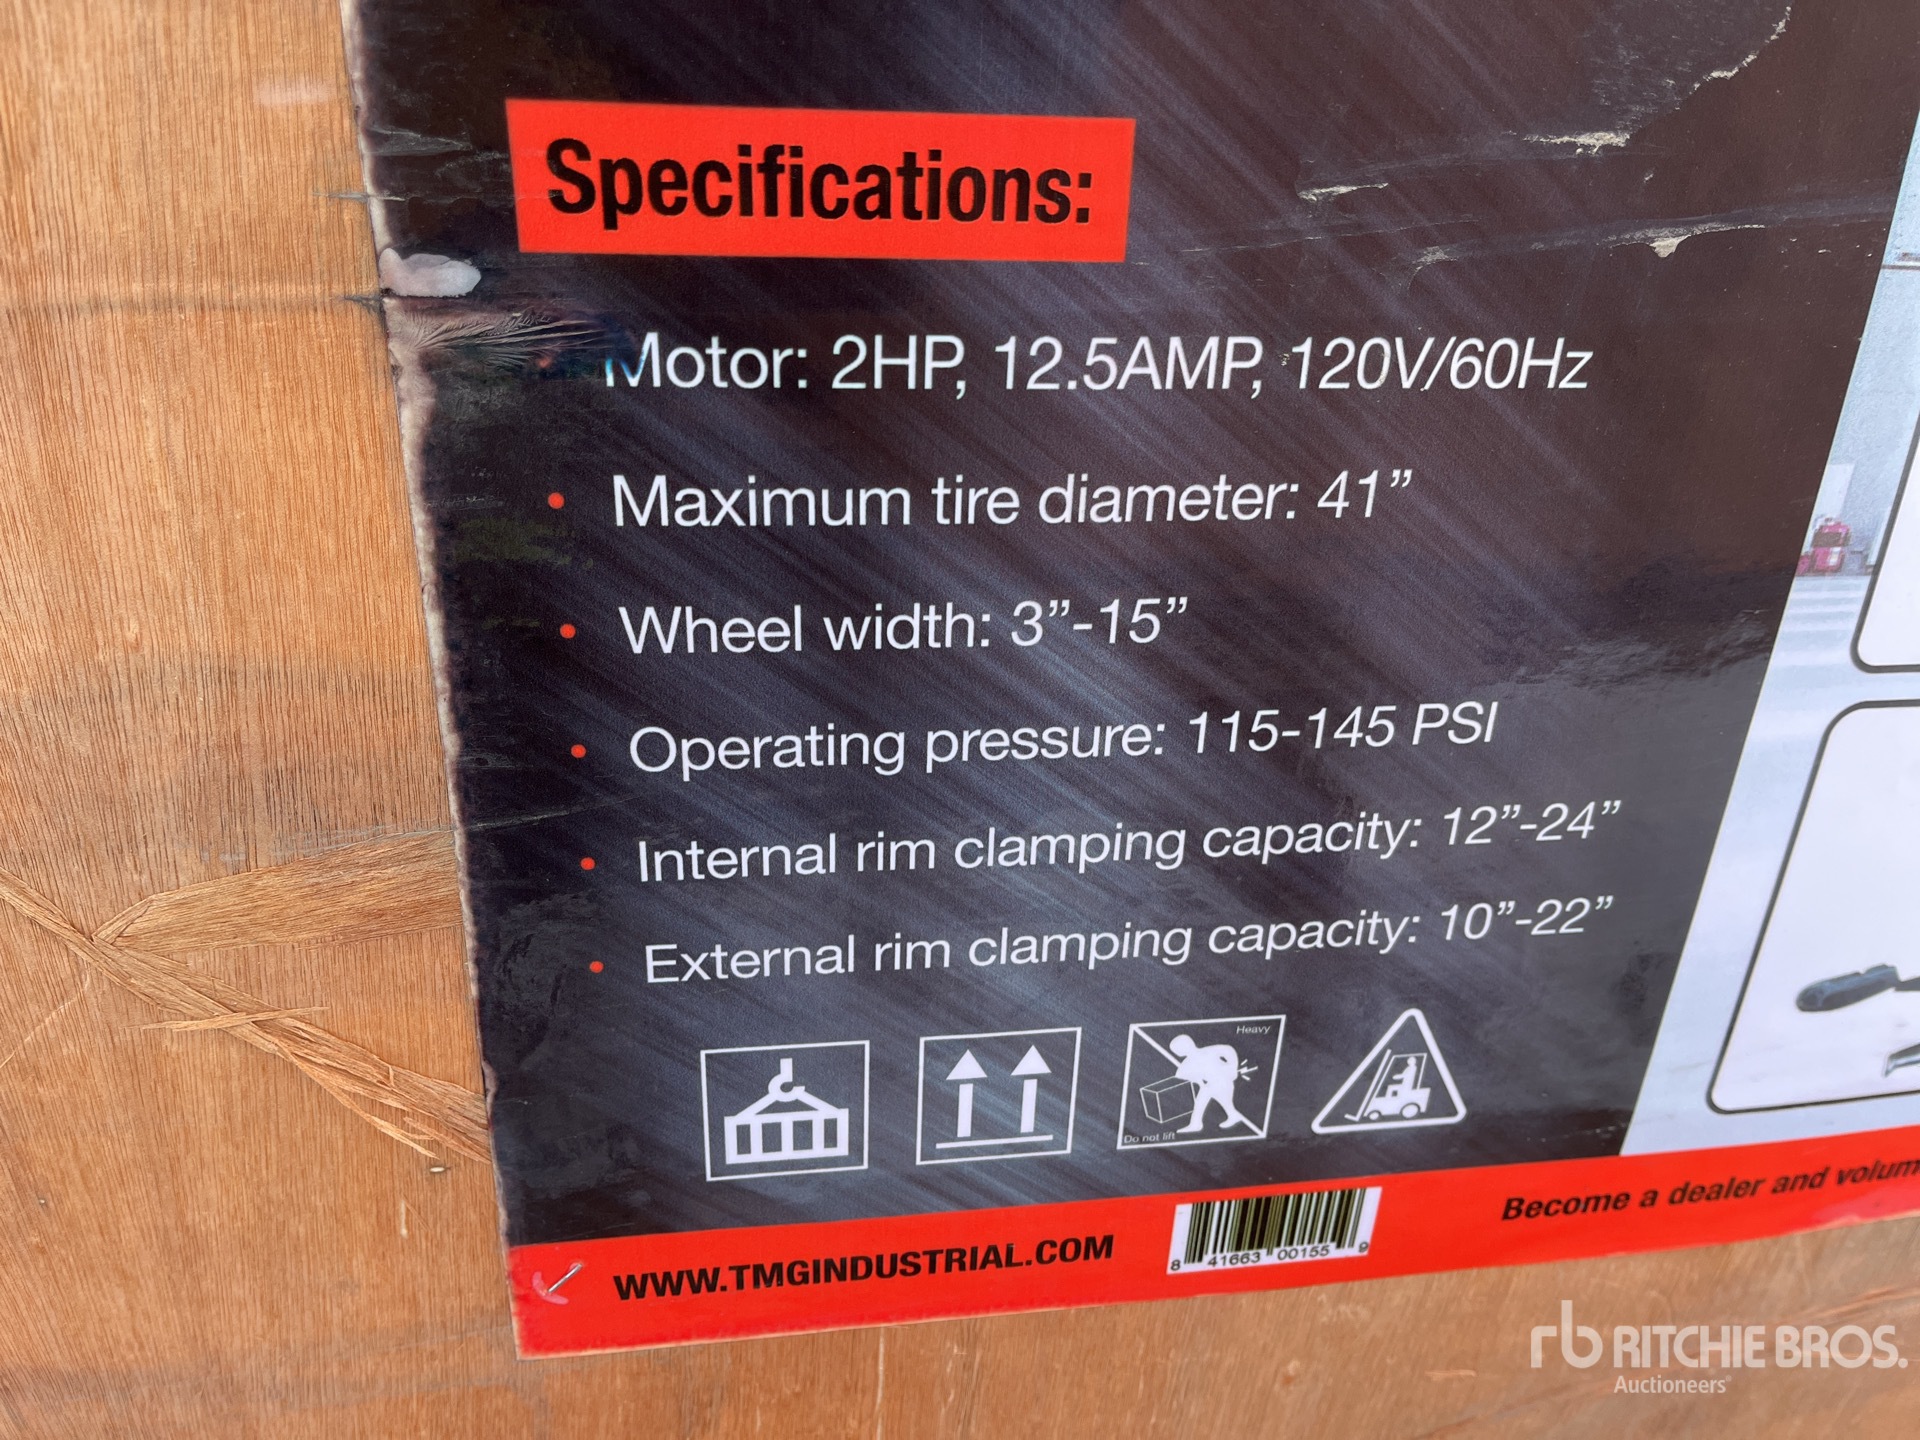 Specifications:
Motor: 2HP, 12.5AMP, 120V/60Hz
• Maximum tire diameter: 41”
• Wheel width: 3”-15”
• Operating pressure: 115-145 PSI
• Internal rim clamping capacity: 12”-24”
• External rim clamping capacity: 10”-22”
Heavy
Do not lift
WWW.TMGINDUSTRIAL.COM
8 41663 00155 9
Become a dealer and volum
rb RITCHIE BROS.
Auctioneers